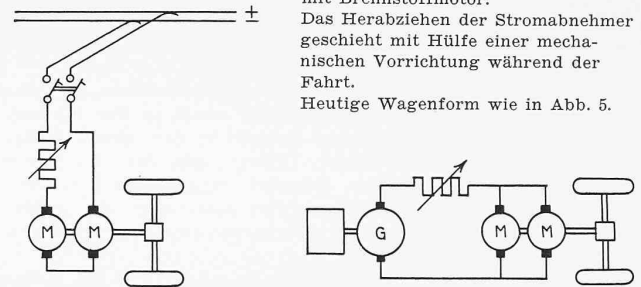 mit Brennstoffmotor.
Das Herabziehen der Stromabnehmer
geschieht mit Hülfe einer mecha-
nischen Vorrichtung während der
Fahrt.
Heutige Wagenform wie in Abb. 5.
±
M M
G M M